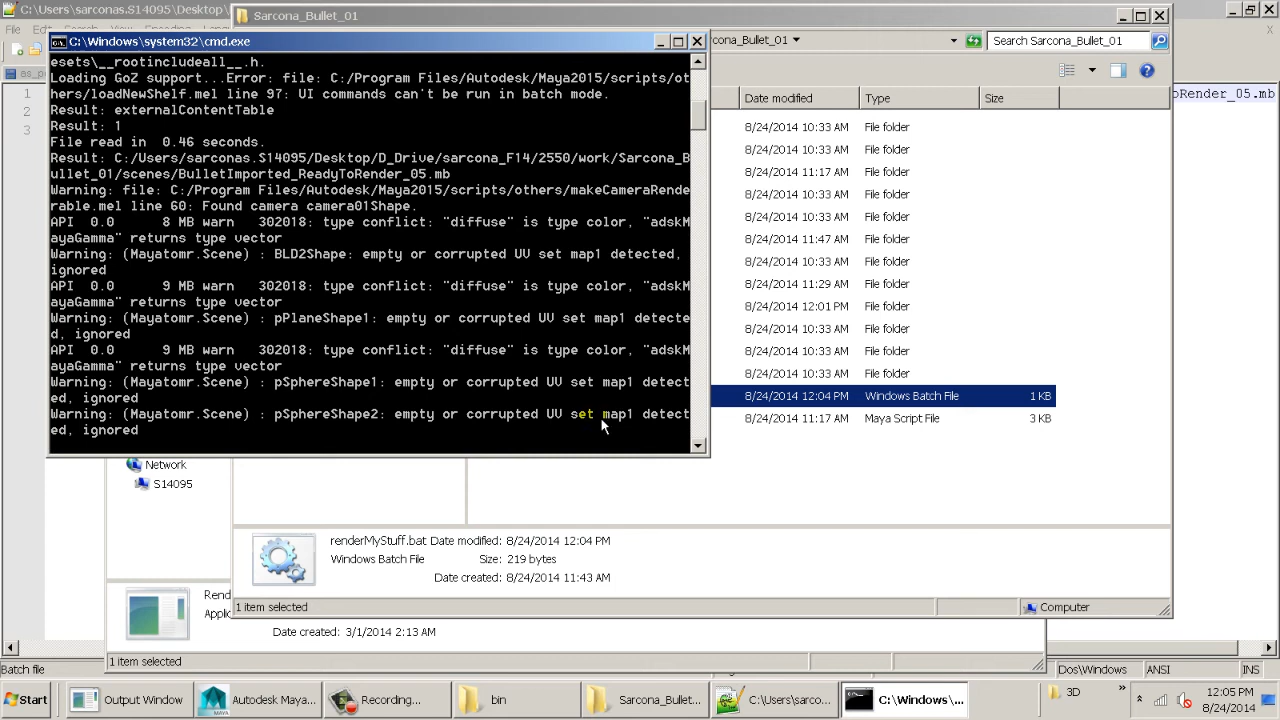 C:\Users\sarconas.S14095\Desktop\
File
Sarcona_Bullet_01
C:\Windows\system32\cmd.exe
cona_Bullet_01
Search Sarcona_Bullet_01
as_p
1
2
3
oRender_05.mb
Date modified
Type
Size
esets\__rootincludeall__.h.
Loading GoZ support...Error: file: C:/Program Files/Autodesk/Maya2015/scripts/ot
hers/loadNewShelf.mel line 97: UI commands can't be run in batch mode.
Result: externalContentTable
Result: 1
File read in  0.46 seconds.
Result: C:/Users/sarconas.S14095/Desktop/D_Drive/sarcona_F14/2550/work/Sarcona_B
ullet_01/scenes/BulletImported_ReadyToRender_05.mb
Warning: file: C:/Program Files/Autodesk/Maya2015/scripts/others/makeCameraRende
rable.mel line 60: Found camera camera01Shape.
API  0.0    8 MB warn  302018: type conflict: "diffuse" is type color, "adskM
ayaGamma" returns type vector
Warning: (Mayatomr.Scene) : BLD2Shape: empty or corrupted UV set map1 detected,
ignored
API  0.0    9 MB warn  302018: type conflict: "diffuse" is type color, "adskM
ayaGamma" returns type vector
Warning: (Mayatomr.Scene) : pPlaneShape1: empty or corrupted UV set map1 detecte
d, ignored
API  0.0    9 MB warn  302018: type conflict: "diffuse" is type color, "adskM
ayaGamma" returns type vector
Warning: (Mayatomr.Scene) : pSphereShape1: empty or corrupted UV set map1 detect
ed, ignored
Warning: (Mayatomr.Scene) : pSphereShape2: empty or corrupted UV set map1 detect
ed, ignored
8/24/2014 10:33 AM File folder
8/24/2014 10:33 AM File folder
8/24/2014 11:17 AM File folder
8/24/2014 10:33 AM File folder
8/24/2014 10:33 AM File folder
8/24/2014 11:47 AM File folder
8/24/2014 10:33 AM File folder
8/24/2014 11:29 AM File folder
8/24/2014 12:01 PM File folder
8/24/2014 10:33 AM File folder
8/24/2014 10:33 AM File folder
8/24/2014 10:33 AM File folder
8/24/2014 12:04 PM Windows Batch File 1 KB
8/24/2014 11:17 AM Maya Script File 3 KB
Network
S14095
renderMyStuff.bat Date modified: 8/24/2014 12:04 PM
Windows Batch File Size: 219 bytes
Date created: 8/24/2014 11:43 AM
1 item selected
Computer
Rend
Applic
Date created: 3/1/2014 2:13 AM
1 item selected
Batch file
Dos\Windows
ANSI
INS
Start
Output Window
Autodesk Maya...
Recording...
bin
Sarcona_Bullet...
C:\Users\sarco...
C:\Windows\...
3D
12:05 PM
8/24/2014